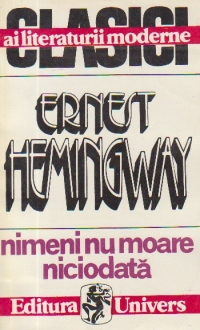 CLASICI
ai literaturii moderne
ERNEST
HEMINGWAY
nimeni nu moare
niciodată
Editura Univers